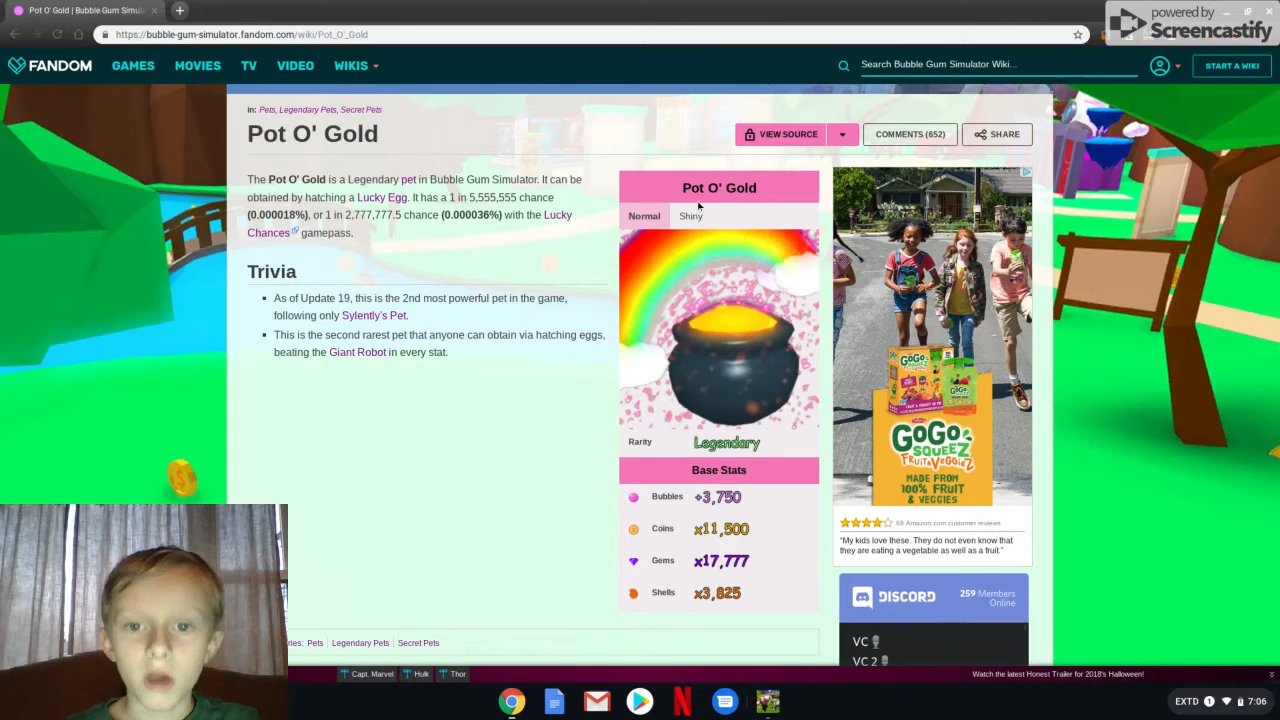 Pot O' Gold | Bubble Gum Simul
powered by
Screencastify
https://bubble-gum-simulator.fandom.com/wiki/Pot_O'_Gold
FANDOM
GAMES
MOVIES
TV
VIDEO
WIKIS
Search Bubble Gum Simulator Wiki...
START A WIKI
in: Pets, Legendary Pets, Secret Pets
Pot O' Gold
VIEW SOURCE
COMMENTS (652)
SHARE
The Pot O' Gold is a Legendary pet in Bubble Gum Simulator. It can be
obtained by hatching a Lucky Egg. It has a 1 in 5,555,555 chance
(0.000018%), or 1 in 2,777,777.5 chance (0.000036%) with the Lucky
Chances gamepass.
Trivia
As of Update 19, this is the 2nd most powerful pet in the game,
following only Sylently's Pet.
This is the second rarest pet that anyone can obtain via hatching eggs,
beating the Giant Robot in every stat.
Pot O' Gold
Normal
Shiny
Rarity
Legendary
Base Stats
Bubbles
+3,750
Coins
x11,500
Gems
x17,777
Shells
x3,825
GOGO
SQUEEZ
FRUIT&VEGGIEZ
MADE FROM
100% FRUIT
& VEGGIES
68 Amazon.com customer reviews
"My kids love these. They do not even know that
they are eating a vegetable as well as a fruit."
DISCORD
259 Members
Online
VC
VC 2
ries: Pets
Legendary Pets
Secret Pets
Capt. Marvel
Hulk
Thor
Watch the latest Honest Trailer for 2018's Halloween!
EXTD
1
7:06